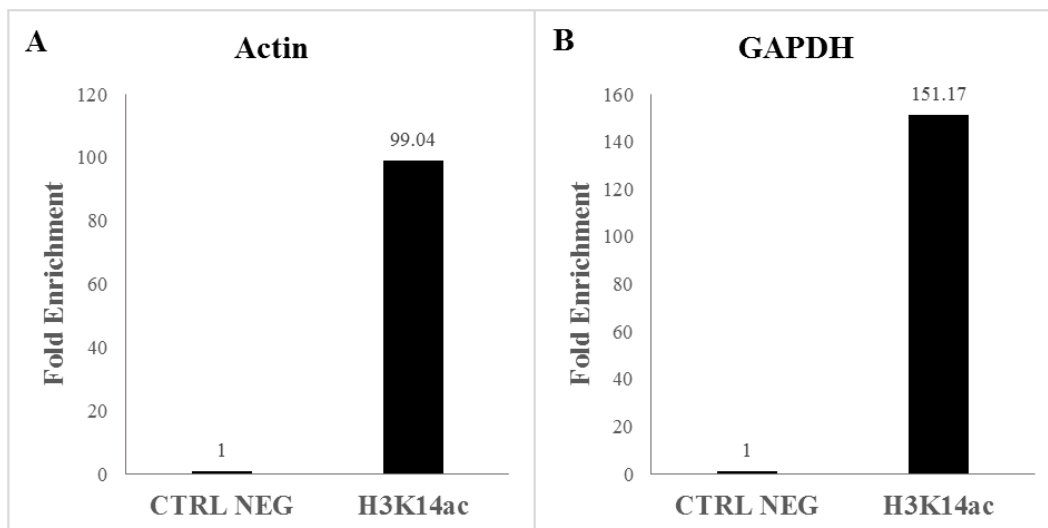 A
Actin
Fold Enrichment
120
100
80
60
40
20
0
99.04
1
CTRL NEG
H3K14ac
B
GAPDH
Fold Enrichment
160
140
120
100
80
60
40
20
0
151.17
1
CTRL NEG
H3K14ac